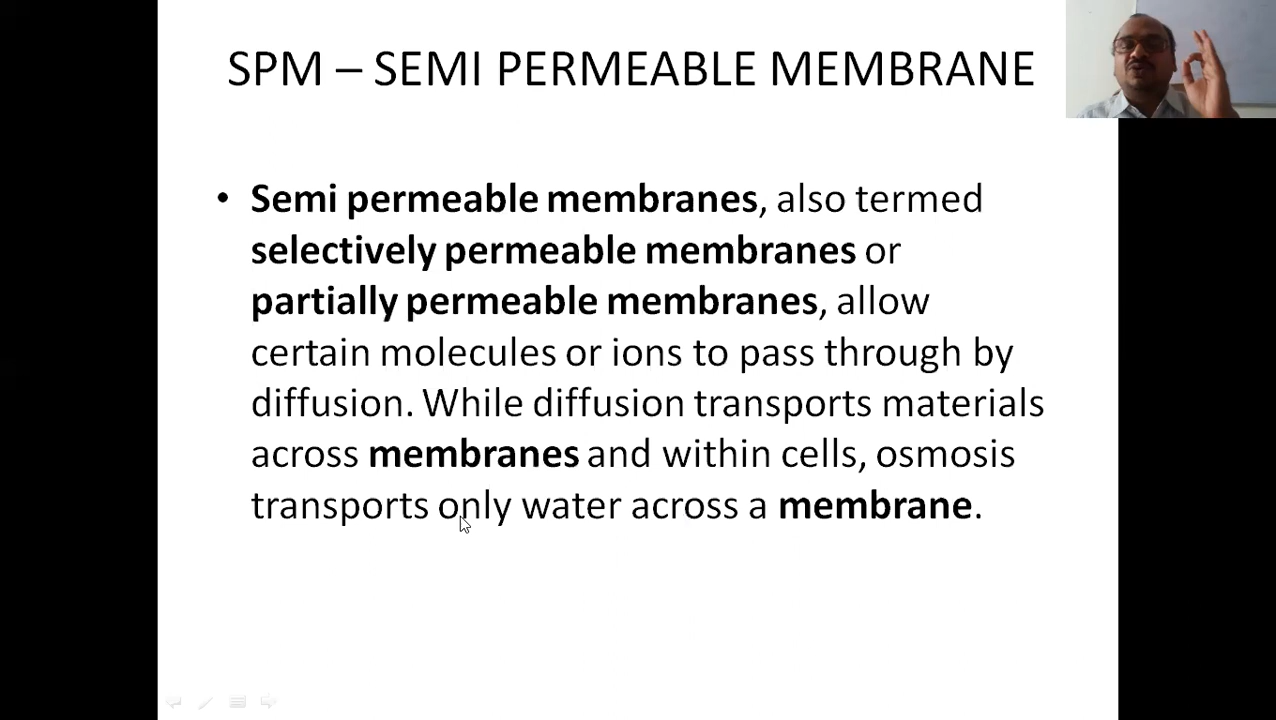 SPM – SEMI PERMEABLE MEMBRANE
• Semi permeable membranes, also termed
selectively permeable membranes or
partially permeable membranes, allow
certain molecules or ions to pass through by
diffusion. While diffusion transports materials
across membranes and within cells, osmosis
transports only water across a membrane.